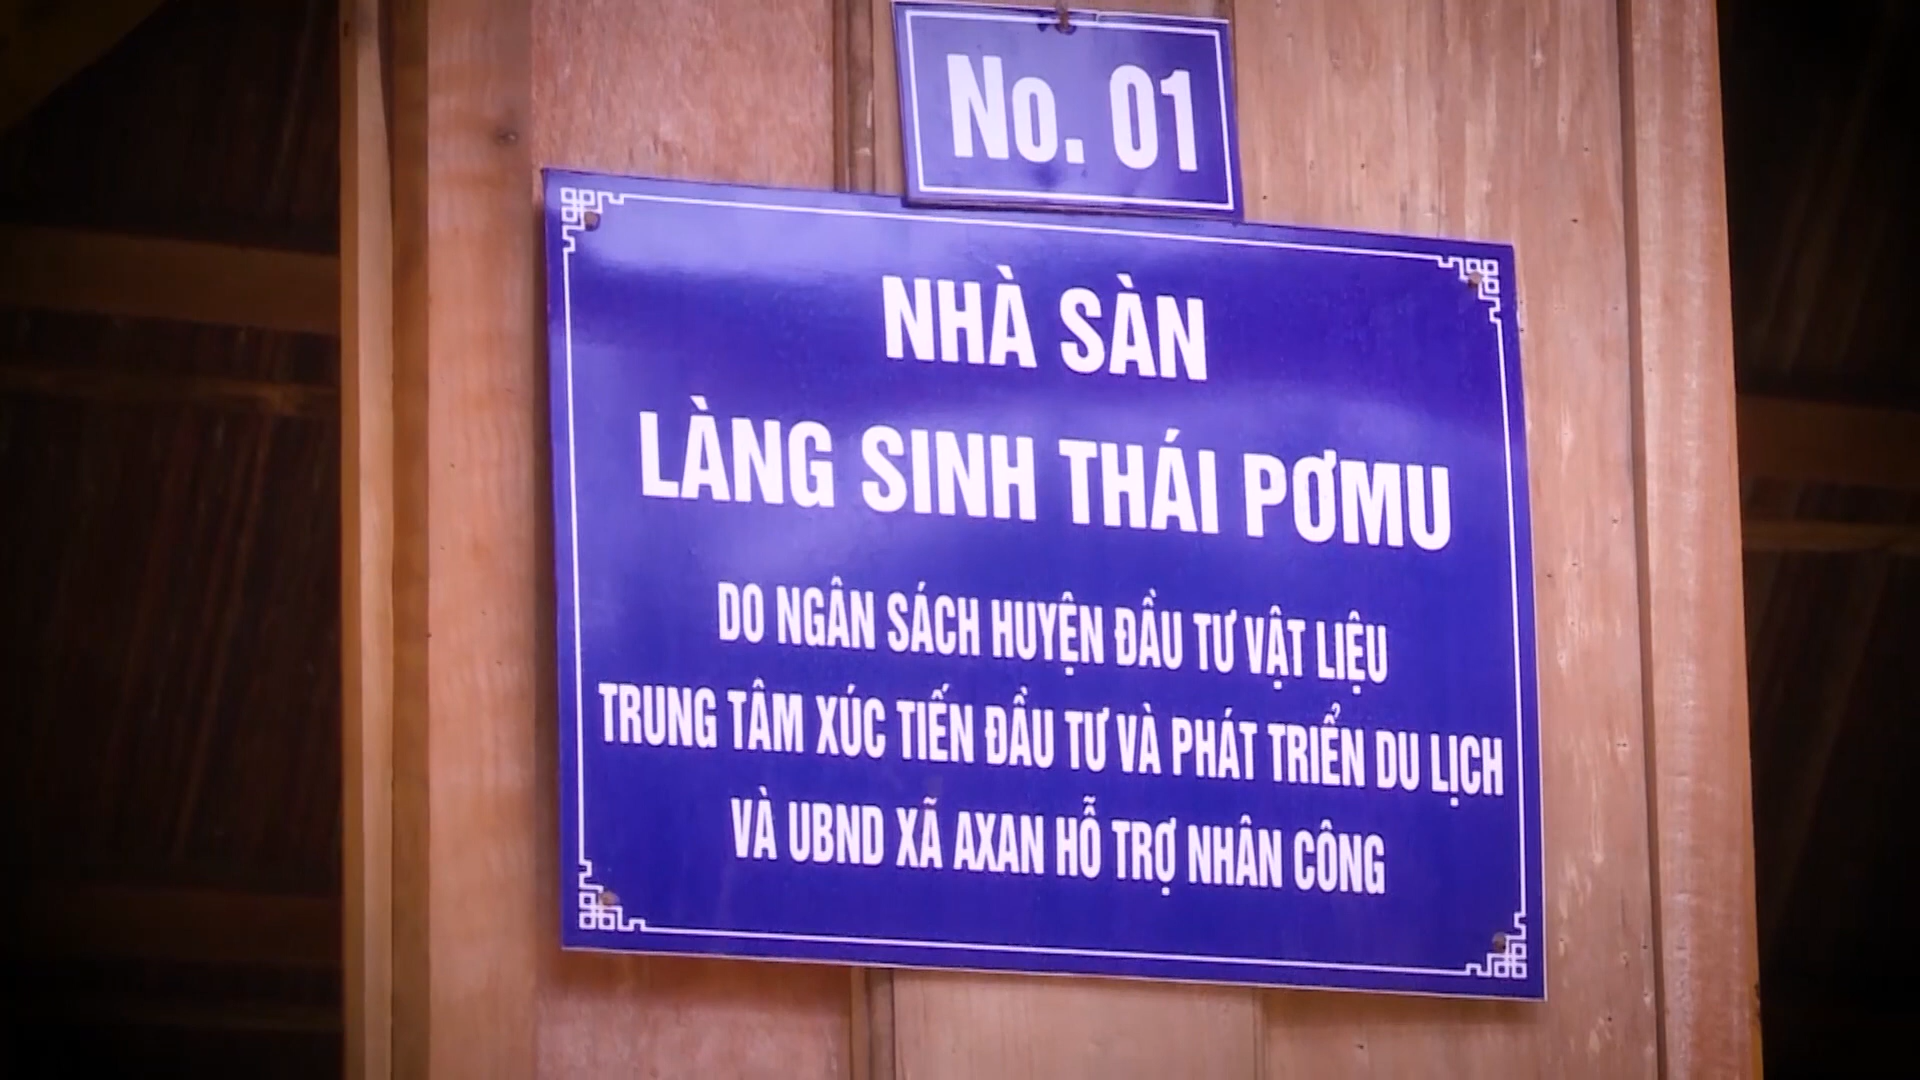 No. 01
NHÀ SÀN
LÀNG SINH THÁI PƠMU
DO NGÂN SÁCH HUYỆN ĐẦU TƯ VẬT LIỆU
TRUNG TÂM XÚC TIẾN ĐẦU TƯ VÀ PHÁT TRIỂN DU LỊCH
VÀ UBND XÃ AXAN HỖ TRỢ NHÂN CÔNG